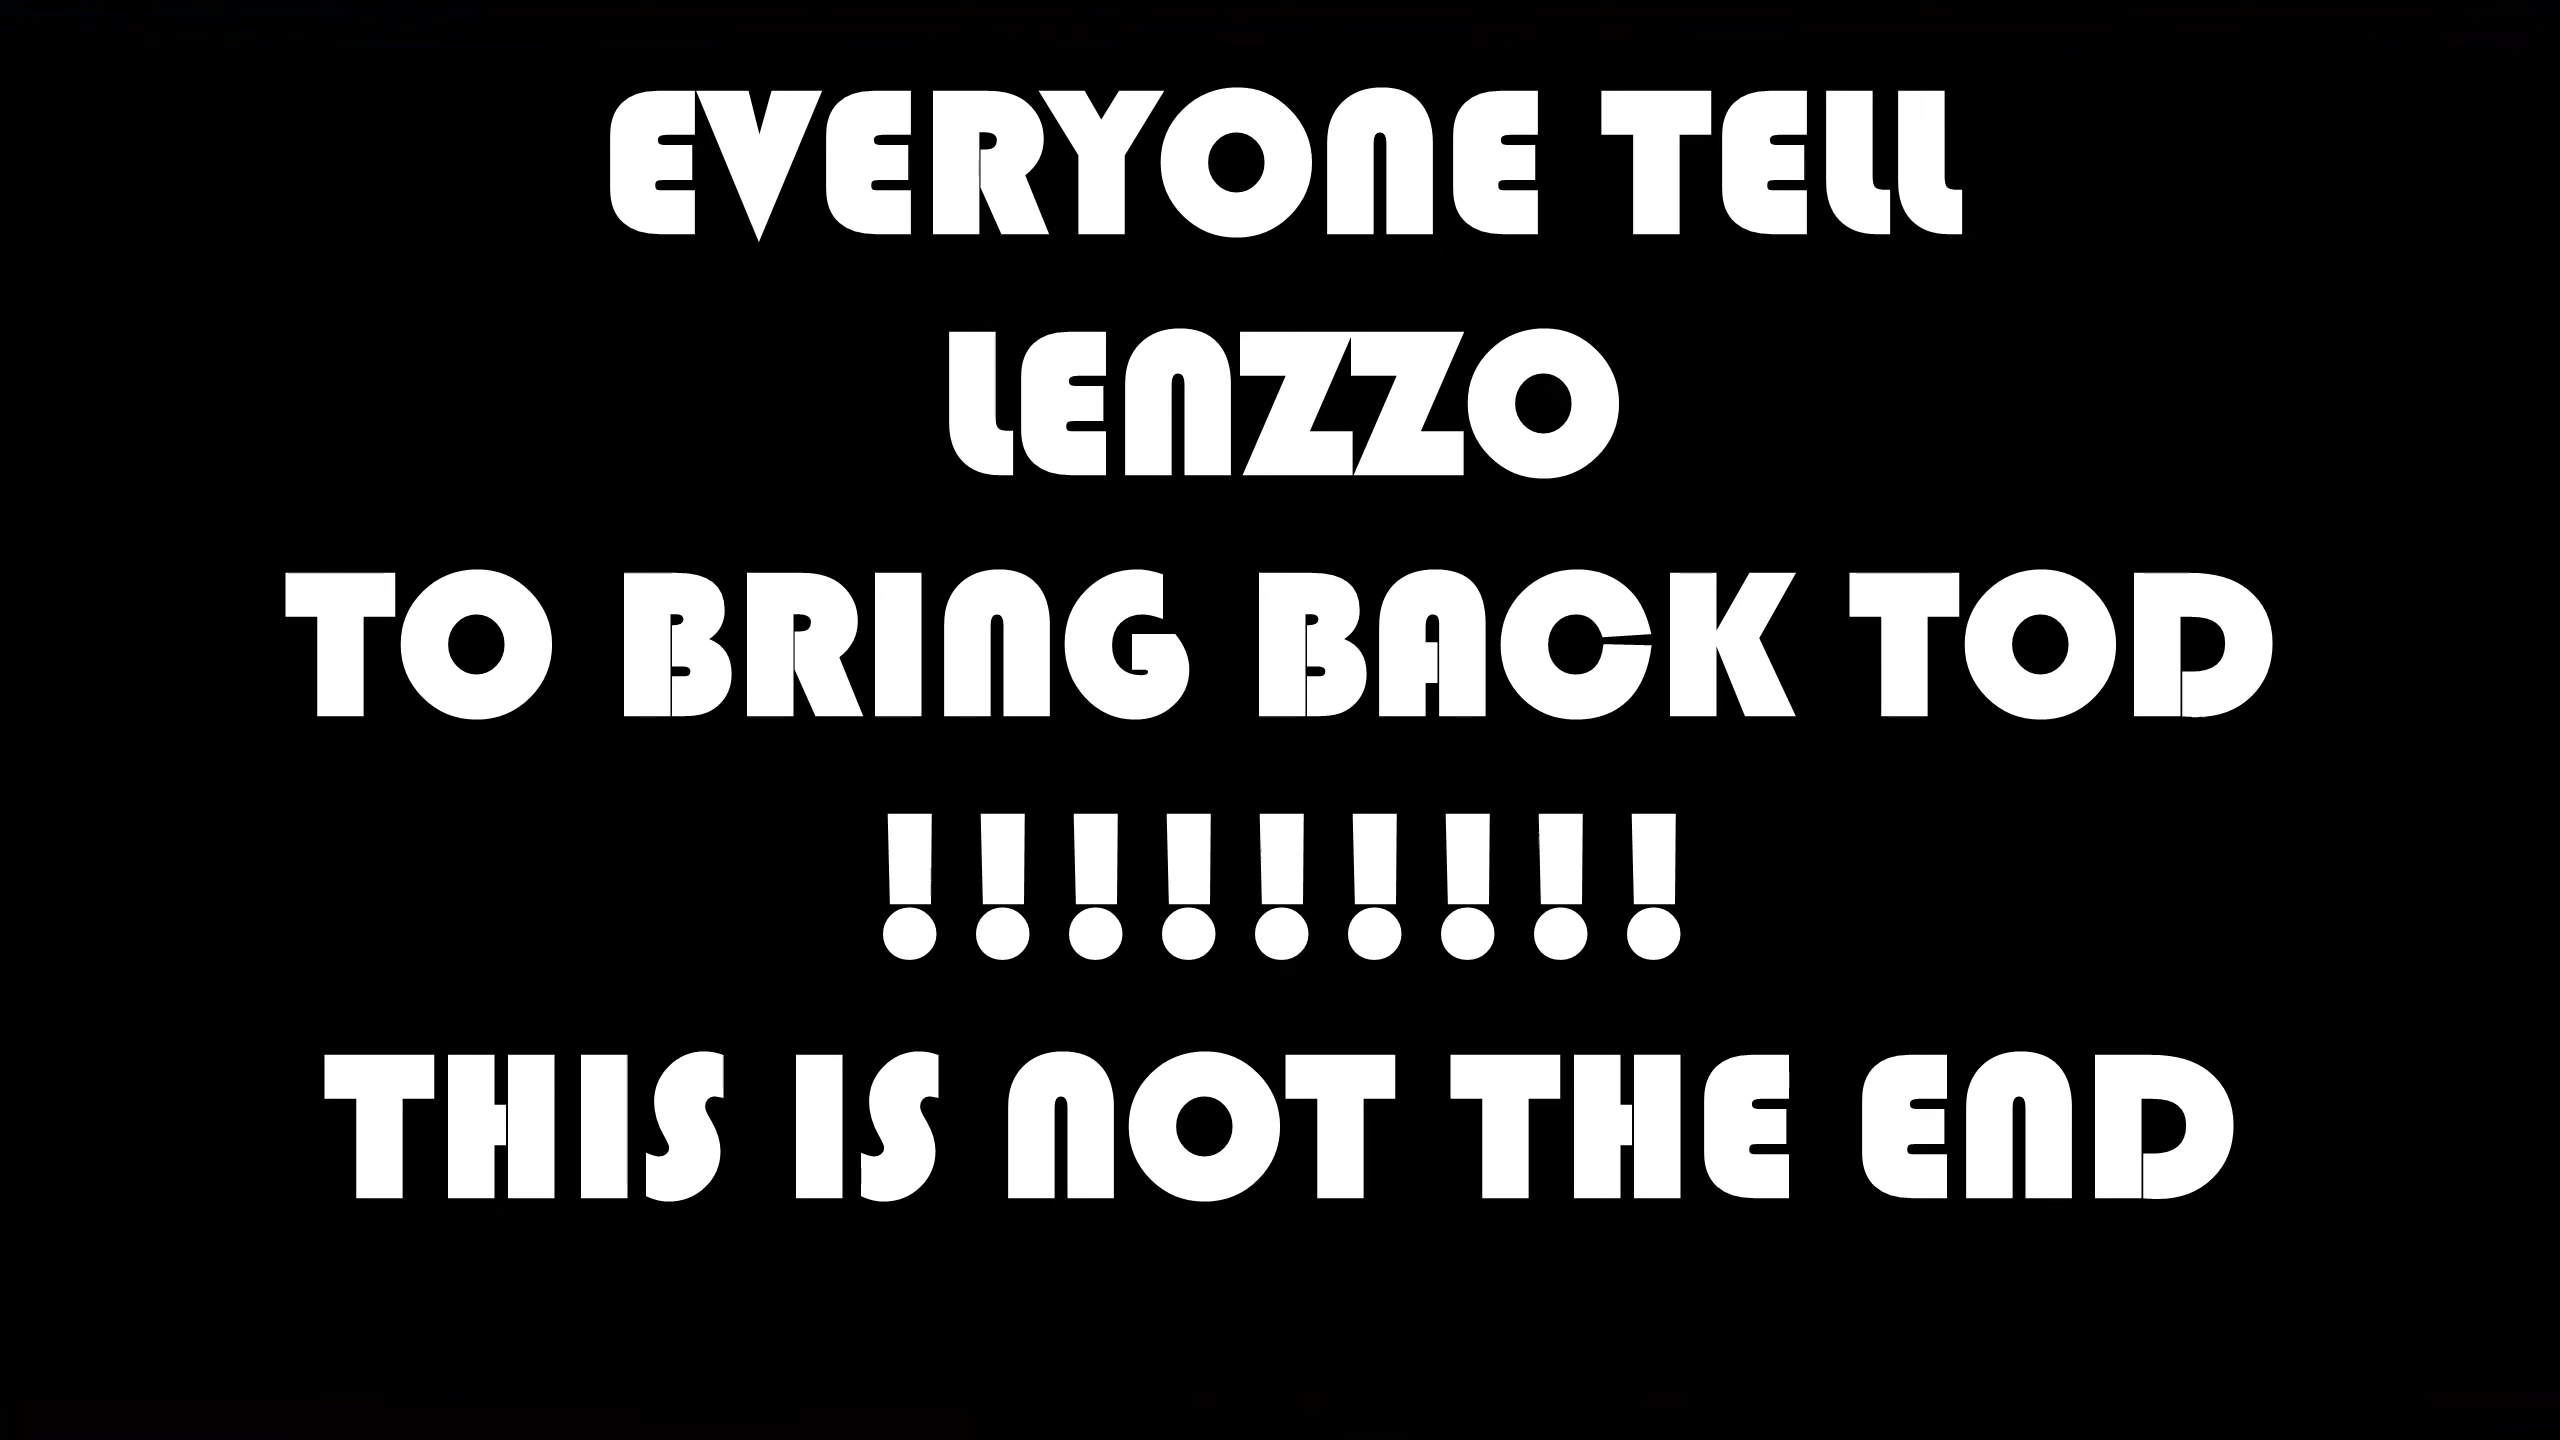 EVERYONE TELL
LENZZO
TO BRING BACK TOD
!!!!!!!!!
THIS IS NOT THE END